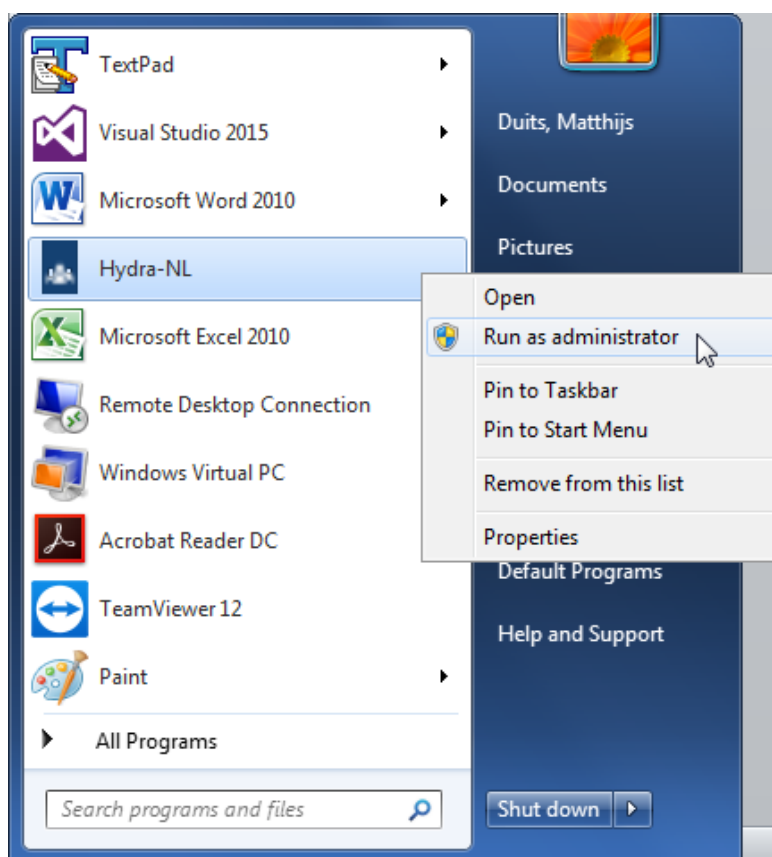 TextPad
Visual Studio 2015
Microsoft Word 2010
Hydra-NL
Microsoft Excel 2010
Remote Desktop Connection
Windows Virtual PC
Acrobat Reader DC
TeamViewer 12
Paint
All Programs
Search programs and files
Duits, Matthijs
Documents
Pictures
Open
Run as administrator
Pin to Taskbar
Pin to Start Menu
Remove from this list
Properties
Default Programs
Help and Support
Shut down